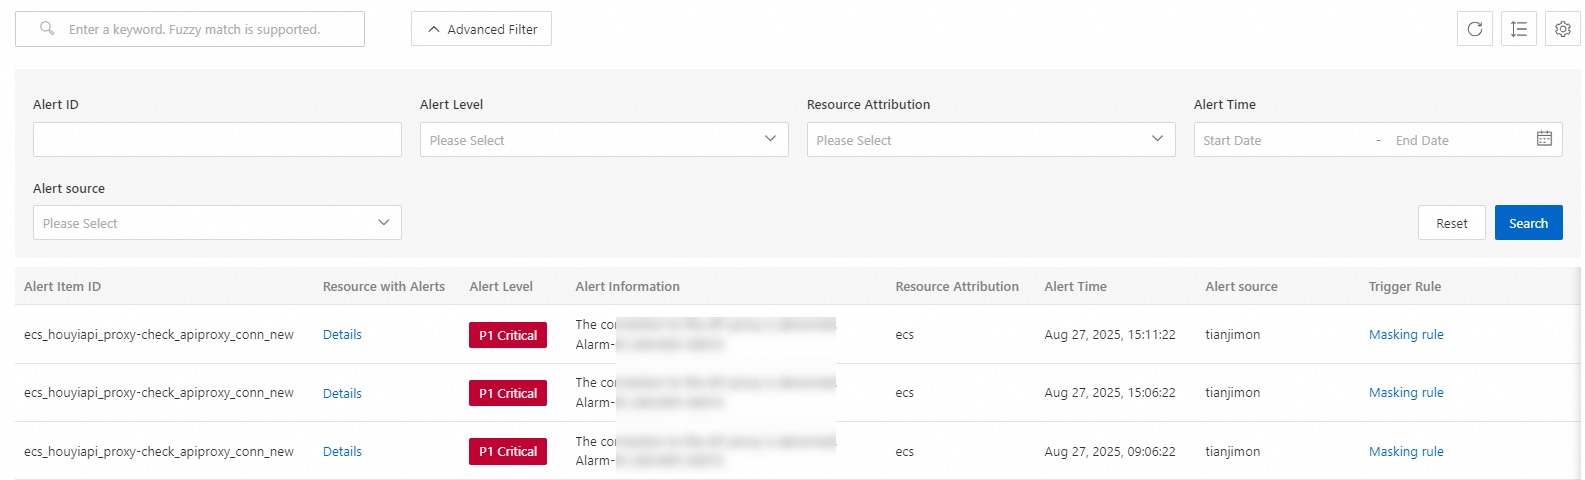 Enter a keyword. Fuzzy match is supported.
Advanced Filter
Alert ID
Alert Level
Resource Attribution
Alert Time
Please Select
Please Select
Start Date - End Date
Alert source
Please Select
Reset
Search
Alert Item ID Resource with Alerts Alert Level Alert Information Resource Attribution Alert Time Alert source Trigger Rule
ecs_houyiapi_proxy-check_apiproxy_conn_new Details P1 Critical The ecs Aug 27, 2025, 15:11:22 tianjimon Masking rule
Alarm-
ecs_houyiapi_proxy-check_apiproxy_conn_new Details P1 Critical The ecs Aug 27, 2025, 15:06:22 tianjimon Masking rule
Alarm-
ecs_houyiapi_proxy-check_apiproxy_conn_new Details P1 Critical The ecs Aug 27, 2025, 09:06:22 tianjimon Masking rule
Alarm-